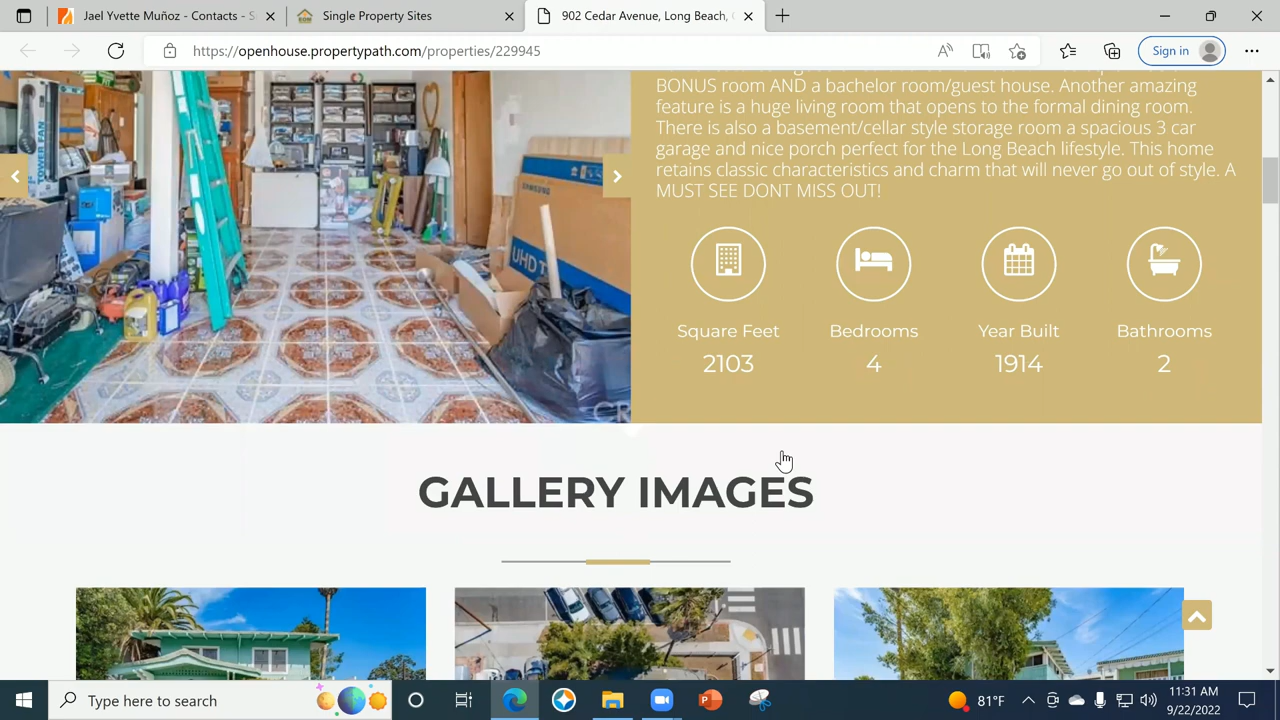 Jael Yvette Muñoz - Contacts - S
Single Property Sites
902 Cedar Avenue, Long Beach,
https://openhouse.propertypath.com/properties/229945
Sign in
BONUS room AND a bachelor room/guest house. Another amazing
feature is a huge living room that opens to the formal dining room.
There is also a basement/cellar style storage room a spacious 3 car
garage and nice porch perfect for the Long Beach lifestyle. This home
retains classic characteristics and charm that will never go out of style. A
MUST SEE DONT MISS OUT!
TOWER FAN
SAMSUNG
UHD T
CR
Square Feet
Bedrooms
Year Built
Bathrooms
2103
4
1914
2
GALLERY IMAGES
Type here to search
81°F
11:31 AM
9/22/2022